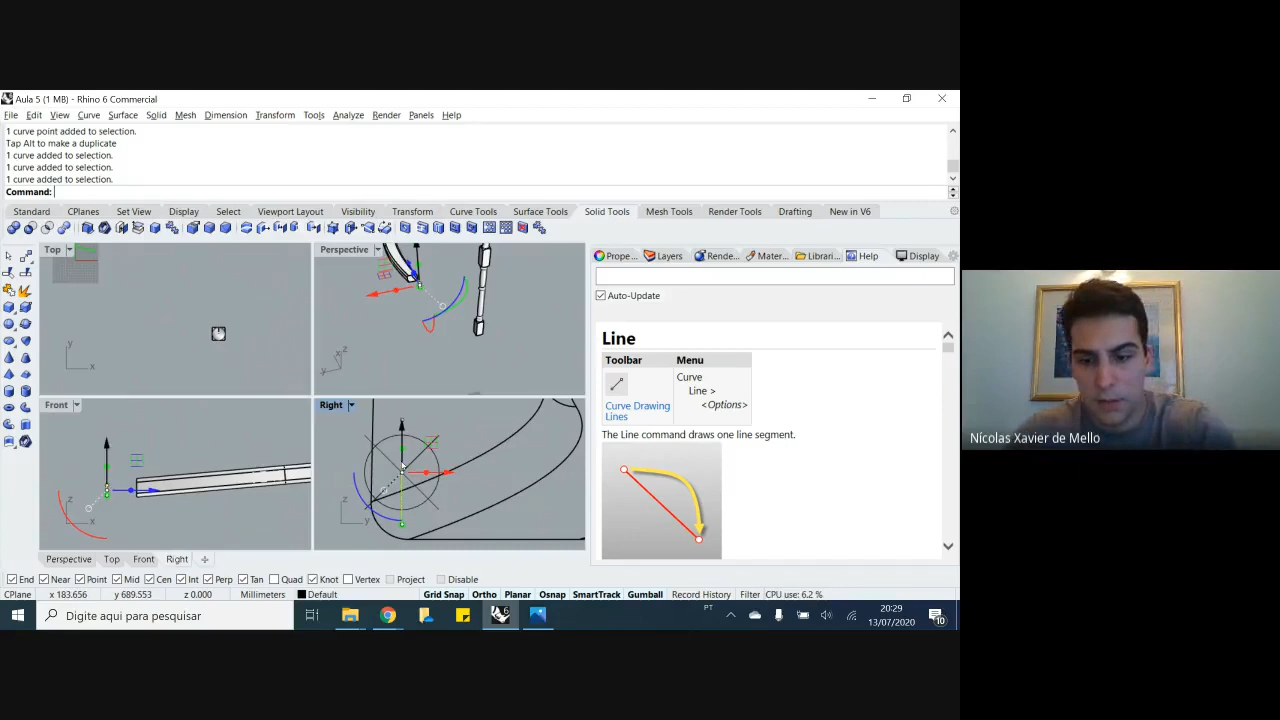 Aula 5 (1 MB) - Rhino 6 Commercial
File Edit View Curve Surface Solid Mesh Dimension Transform Tools Analyze Render Panels Help
1 curve point added to selection.
Tap Alt to make a duplicate
1 curve added to selection.
1 curve added to selection.
1 curve added to selection.
Command:
Standard CPlanes Set View Display Select Viewport Layout Visibility Transform Curve Tools Surface Tools Solid Tools Mesh Tools Render Tools Drafting New in V6
Top
y
x
Perspective
z
x
y
Front
z
x
Right
z
y
Prope... Layers Rende... Mater... Librari... Help Display
Auto-Update
Line
Toolbar Menu
Curve
Line >
<Options>
Curve Drawing
Lines
The Line command draws one line segment.
Perspective Top Front Right
End Near Point Mid Cen Int Perp Tan Quad Knot Vertex Project Disable
CPlane x 183.656 y 689.553 z 0.000 Millimeters Default Grid Snap Ortho Planar Osnap SmartTrack Gumball Record History Filter CPU use: 6.2 %
Digite aqui para pesquisar
PT
20:29
13/07/2020
10
Nícolas Xavier de Mello